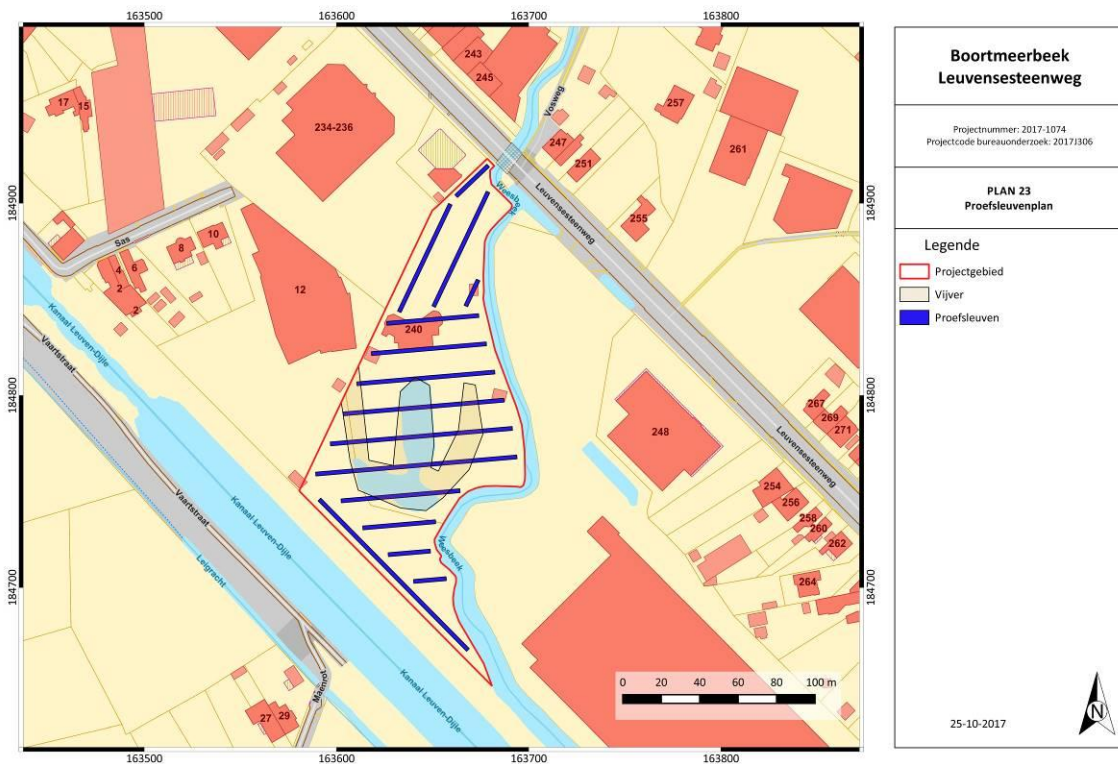 163500
163600
163700
163800
184900
184800
184700
184900
184800
184700
163500
163600
163700
163800
17
15
243
245
234-236
257
261
247
251
255
Vosweg
Weesbeek
Leuvensesteenweg
Sas
8
10
4
6
2
2
12
240
Kanaal Leuven-Dijle
Vaartstraat
248
267
269
271
Leuvensesteenweg
254
256
258
260
262
264
Vaartstraat
Kanaal Leuven-Dijle
Leigracht
Weesbeek
Kanaal Leuven-Dijle
27
29
0 20 40 60 80 100 m
Boortmeerbeek
Leuvensesteenweg
Projectnummer: 2017-1074
Projectcode bureauonderzoek: 2017J306
PLAN 23
Proefsleuvenplan
Legende
Projectgebied
Vijver
Proefsleuven
25-10-2017
N